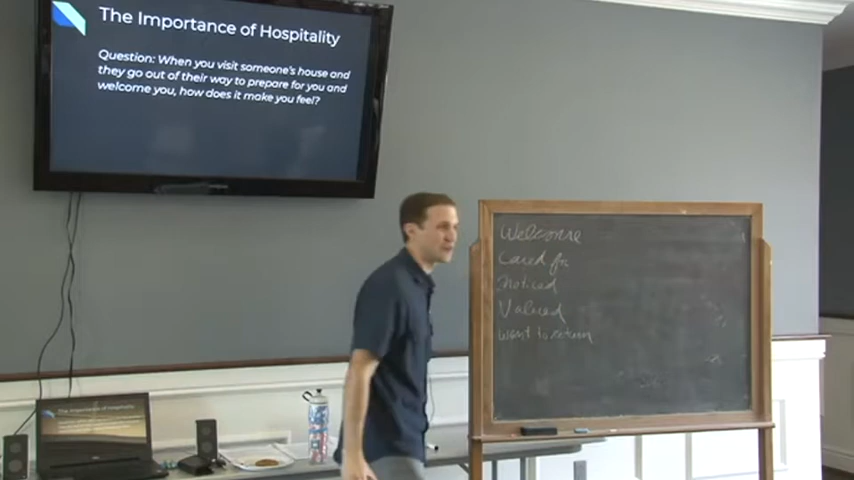 The Importance of Hospitality
Question: When you visit someone's house and
they go out of their way to prepare for you and
welcome you, how does it make you feel?
Welcome
Cared for
Noticed
Valued
Want to return
The Importance of Hospitality